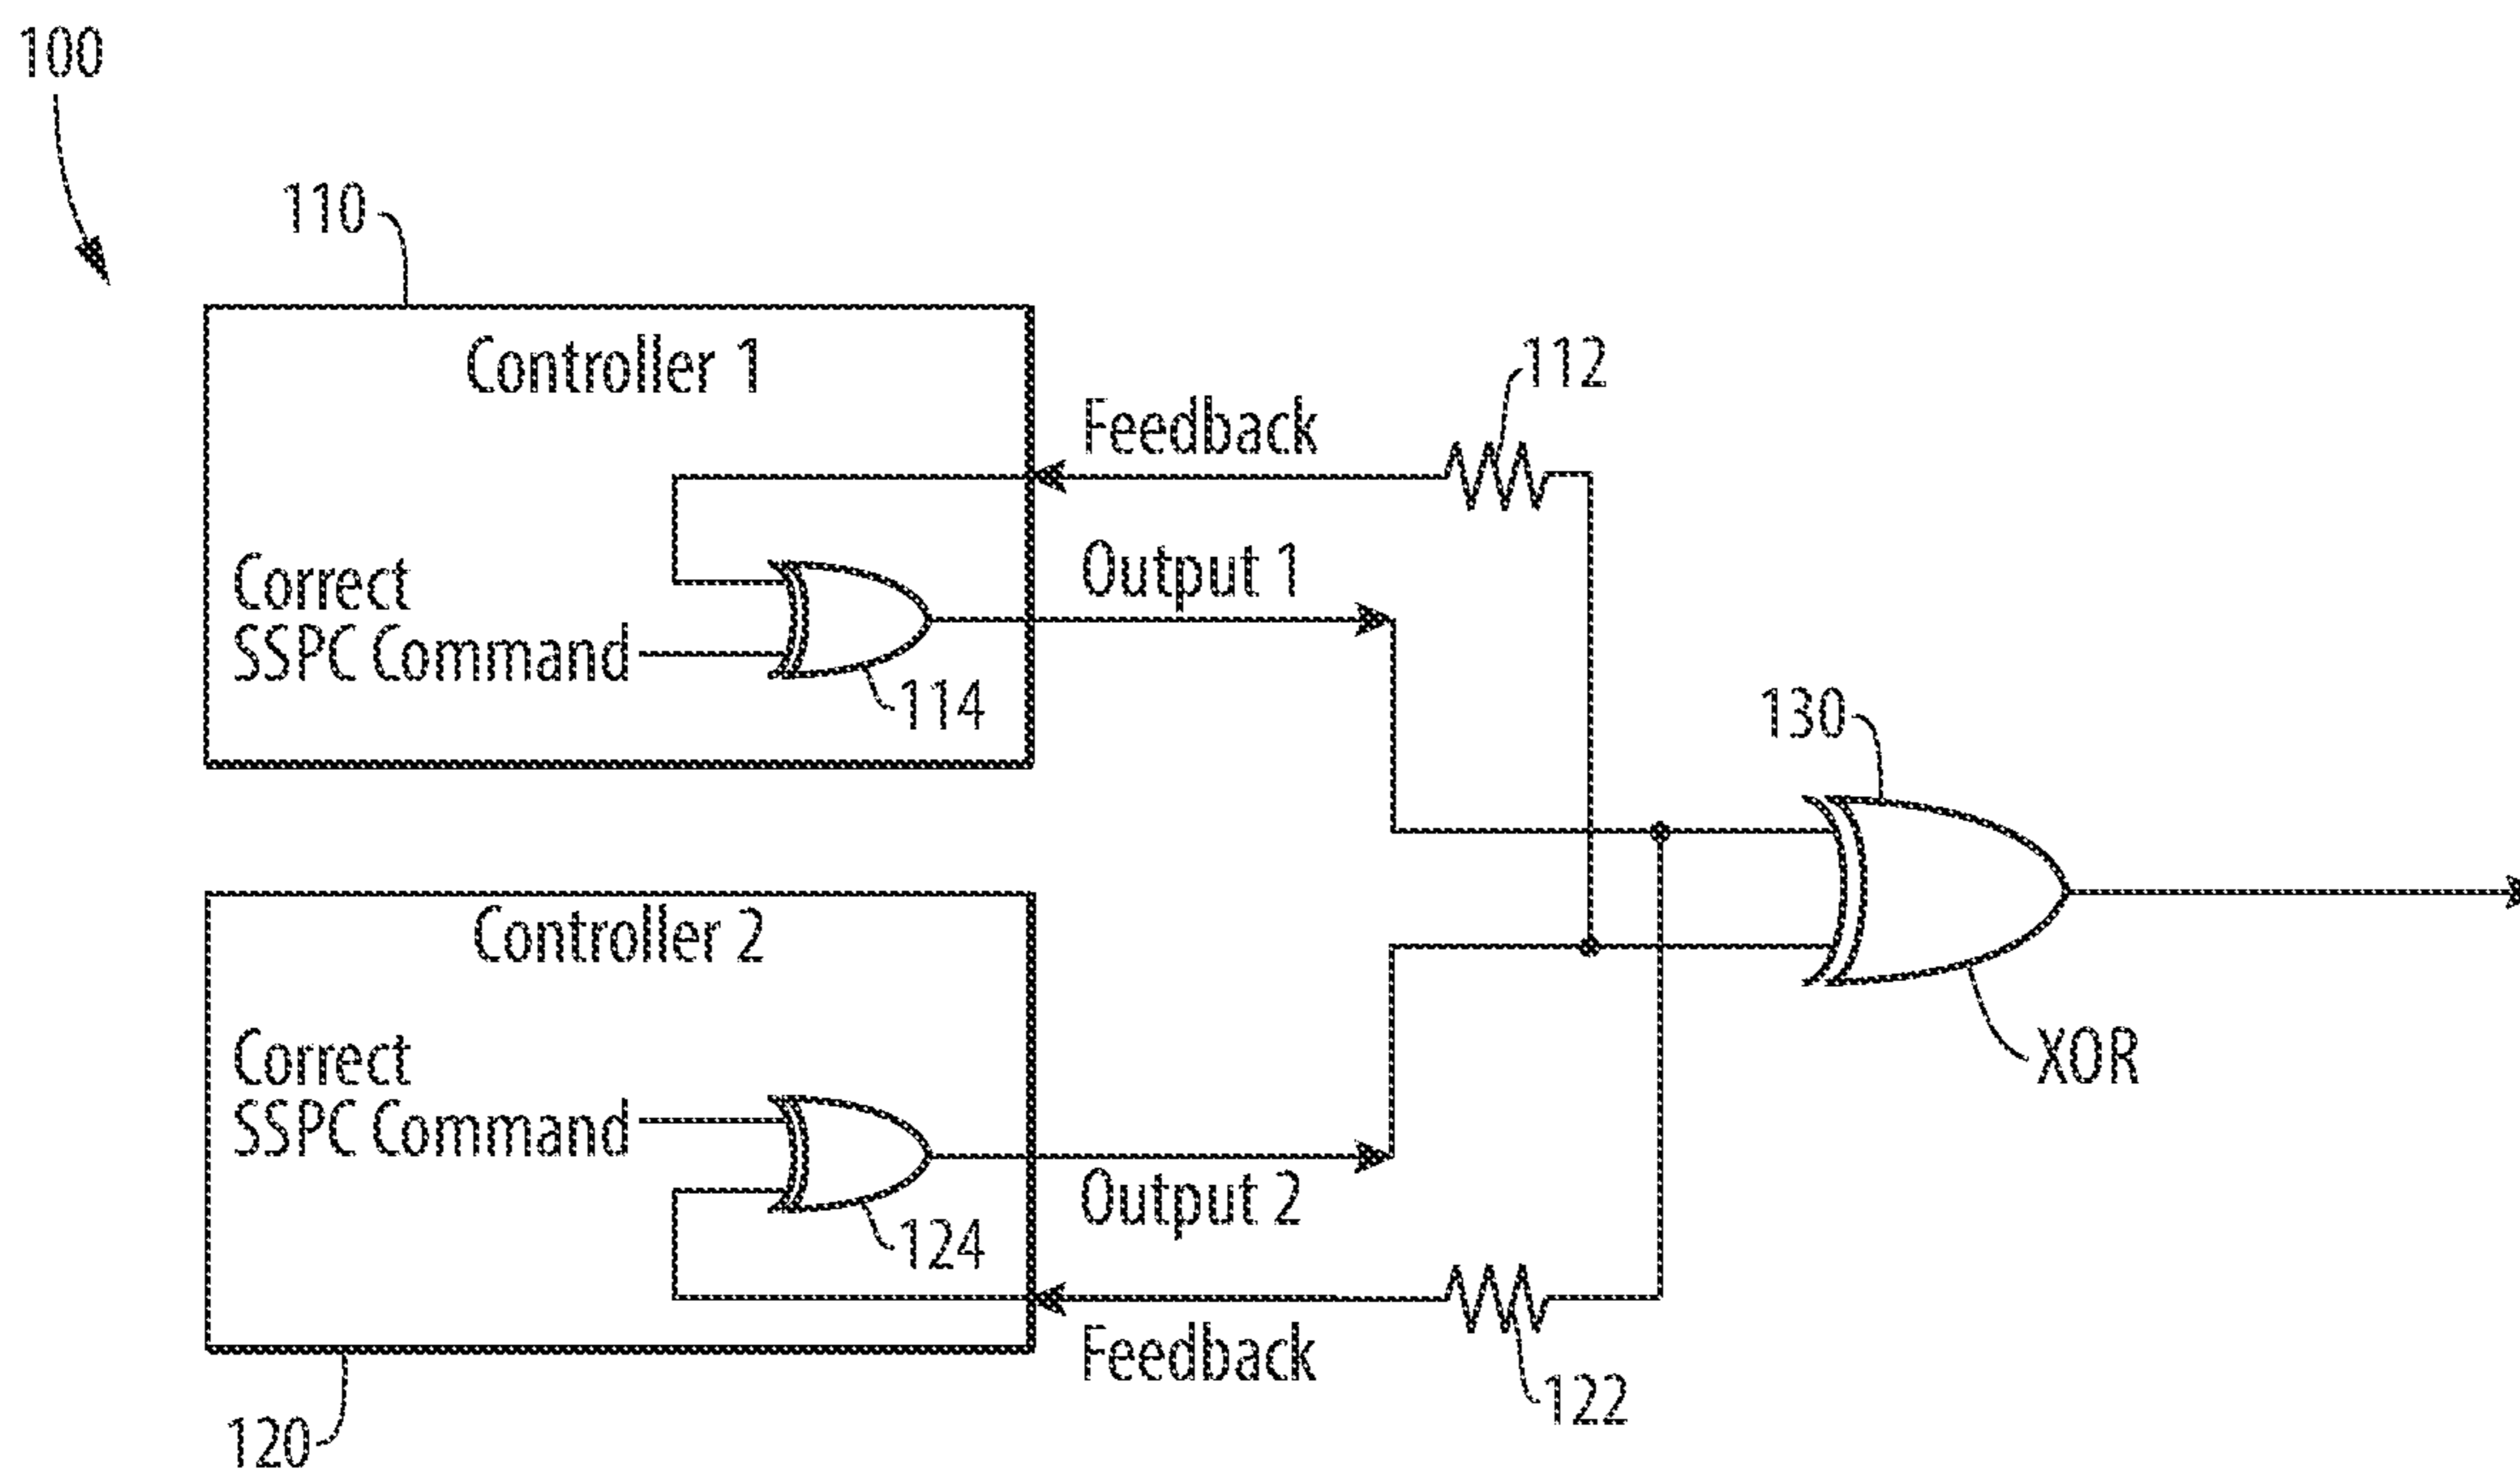 100
110
Controller 1
112
Feedback
Output 1
Correct
SSPC Command
114
130
Controller 2
XOR
Correct
SSPC Command
Output 2
124
Feedback
122
120